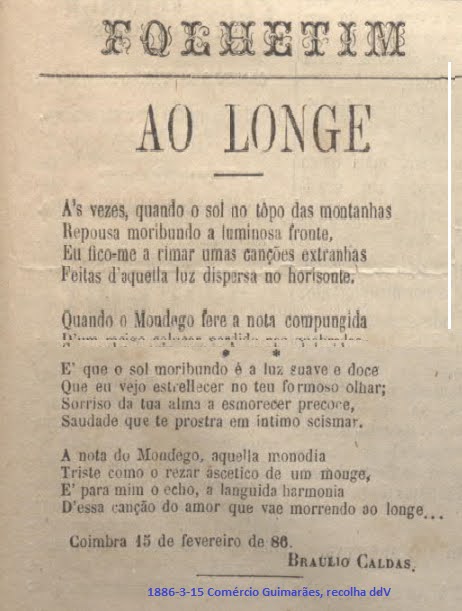 FOLHETIM
AO LONGE
A's vezes, quando o sol no tôpo das montanhas
Repousa moribundo a luminosa fronte,
Eu fico-me a rimar umas canções extranhas
Feitas d'aquella luz dispersa no horisonte.
Quando o Mondego fere a nota compungida
* *
E' que o sol moribundo é a luz suave e doce
Que eu vejo estrellecer no teu formoso olhar;
Sorriso da tua alma a esmorecer precoce,
Saudade que te prostra em intimo scismar.
A nota do Mondego, aquella monodia
Triste como o rezar áscetico de um monge,
E' para mim o echo, a languida harmonia
D'essa canção do amor que vae morrendo ao longe...
Coimbra 15 de fevereiro de 86.
BRAULIO CALDAS.
1886-3-15 Comércio Guimarães, recolha ddV